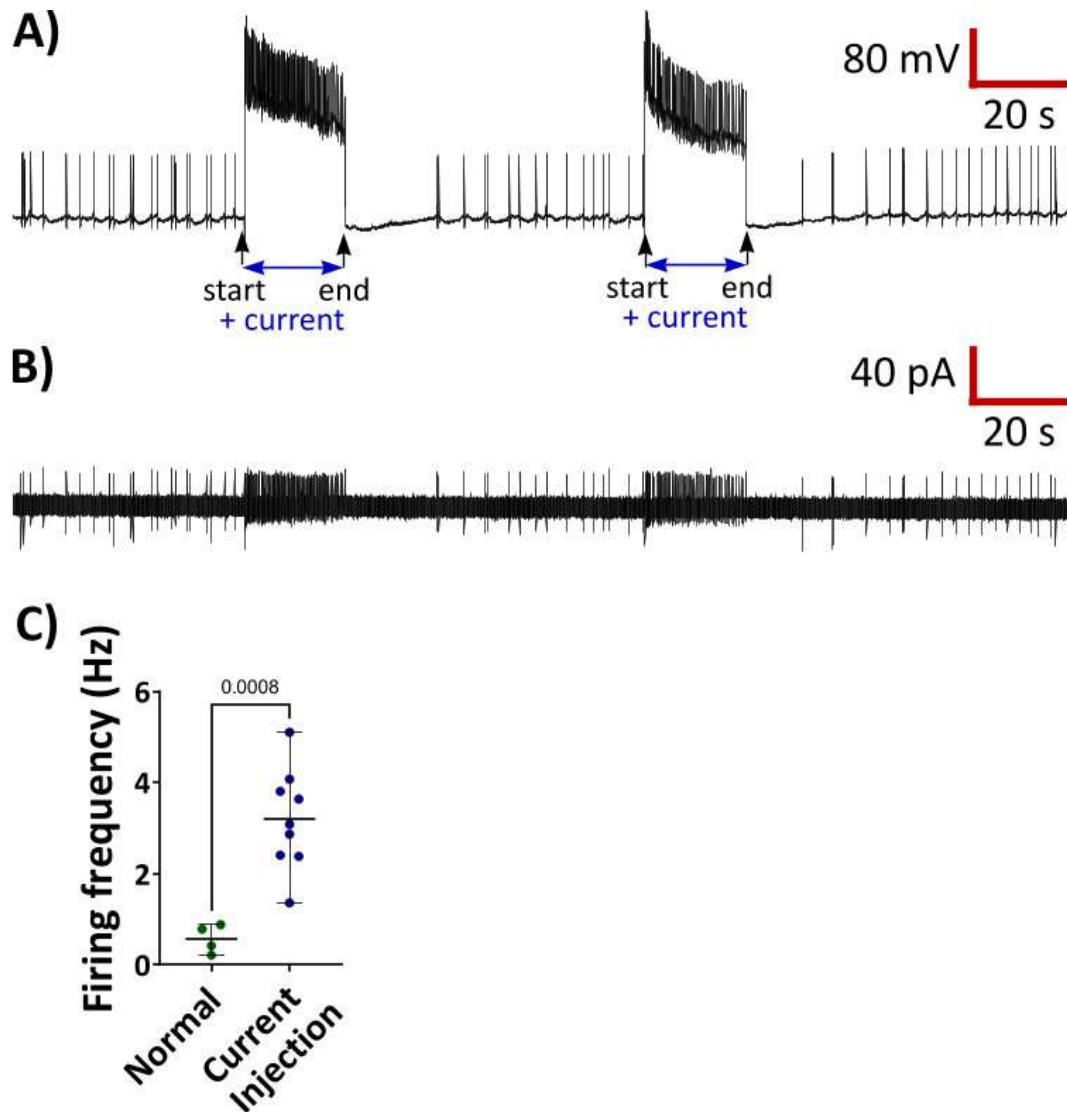 A)
80 mV
20 s
start end
+ current
start end
+ current
B)
40 pA
20 s
C)
Firing frequency (Hz)
0.0008
6
4
2
0
Normal
Current
Injection